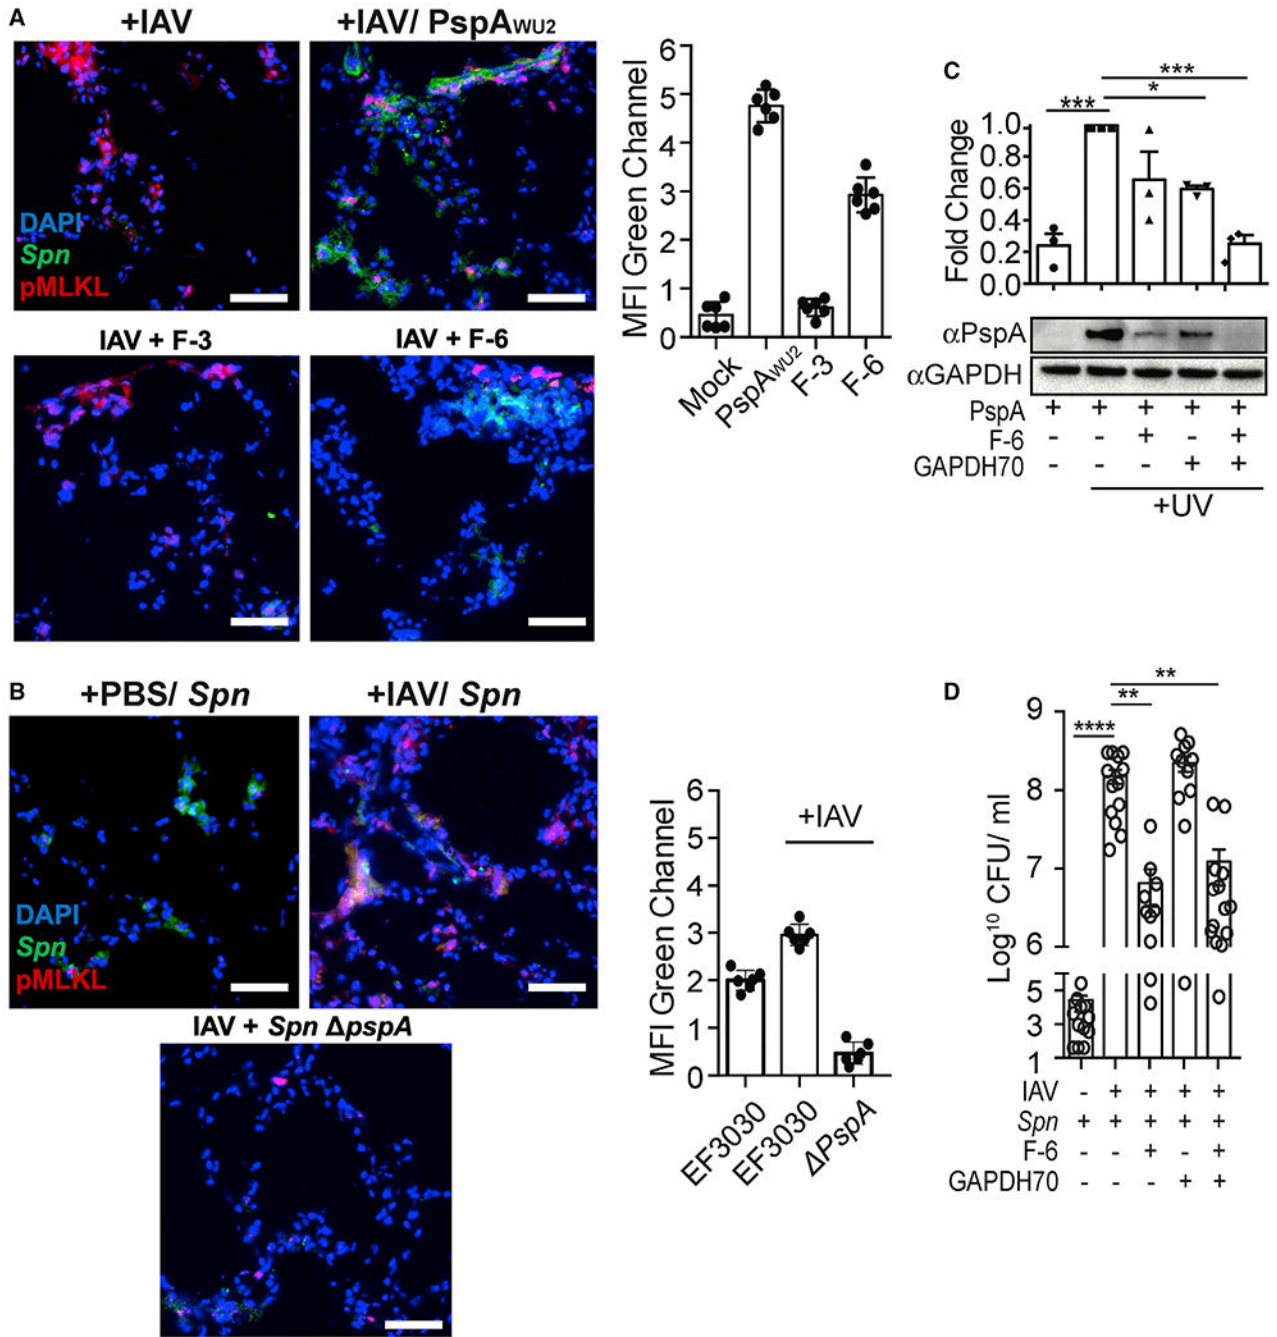 A
+IAV
+IAV/ PspAWU2
DAPI
Spn
pMLKL
IAV + F-3
IAV + F-6
6
5
4
3
2
1
0
MFI Green Channel
Mock
PspAWU2
F-3
F-6
C
***
*
***
1.0
0.8
0.6
0.4
0.2
0.0
Fold Change
αPspA
αGAPDH
PspA + + + + +
F-6 - - + - +
GAPDH70 - - - + +
+UV
B
+PBS/ Spn
+IAV/ Spn
DAPI
Spn
pMLKL
IAV + Spn ΔpspA
6
5
4
3
2
1
0
MFI Green Channel
+IAV
EF3030
EF3030
ΔPspA
D
**
**
****
9
8
7
6
5
3
1
Log¹⁰ CFU/ ml
IAV - + + + +
Spn + + + + +
F-6 - - + - +
GAPDH70 - - - + +